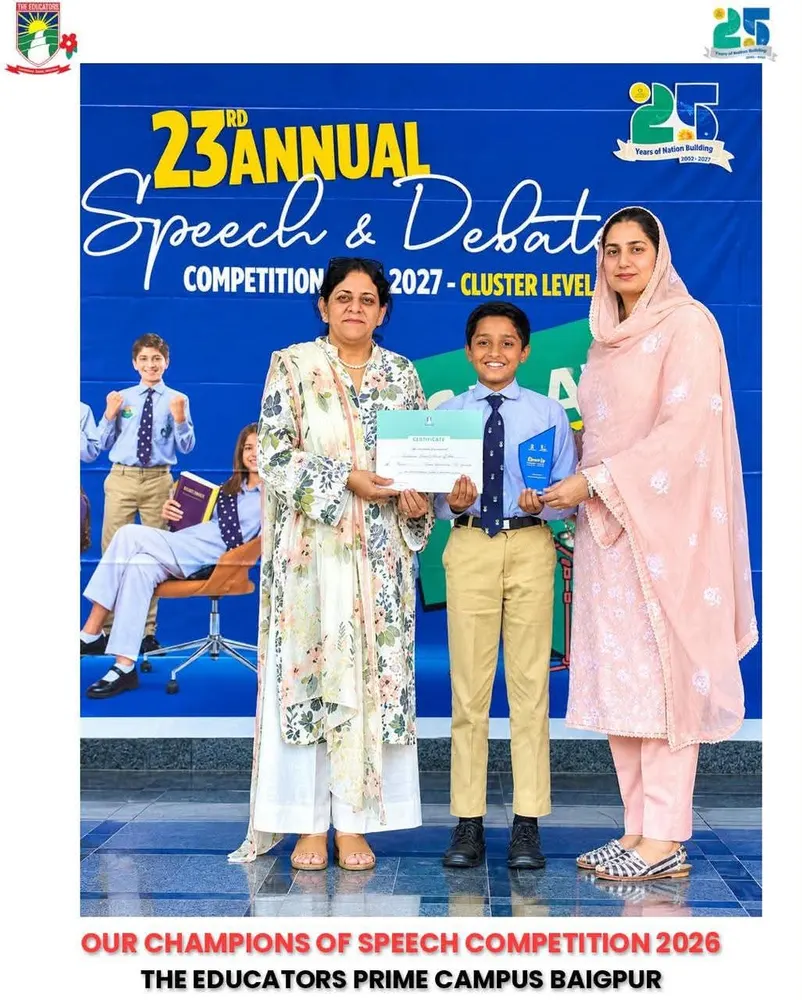 THE EDUCATORS
25
Years of Nation Building
23RD ANNUAL
Speech & Debate
COMPETITION 2027 - CLUSTER LEVEL
25
Years of Nation Building
2002 - 2027
CERTIFICATE
OUR CHAMPIONS OF SPEECH COMPETITION 2026
THE EDUCATORS PRIME CAMPUS BAIGPUR